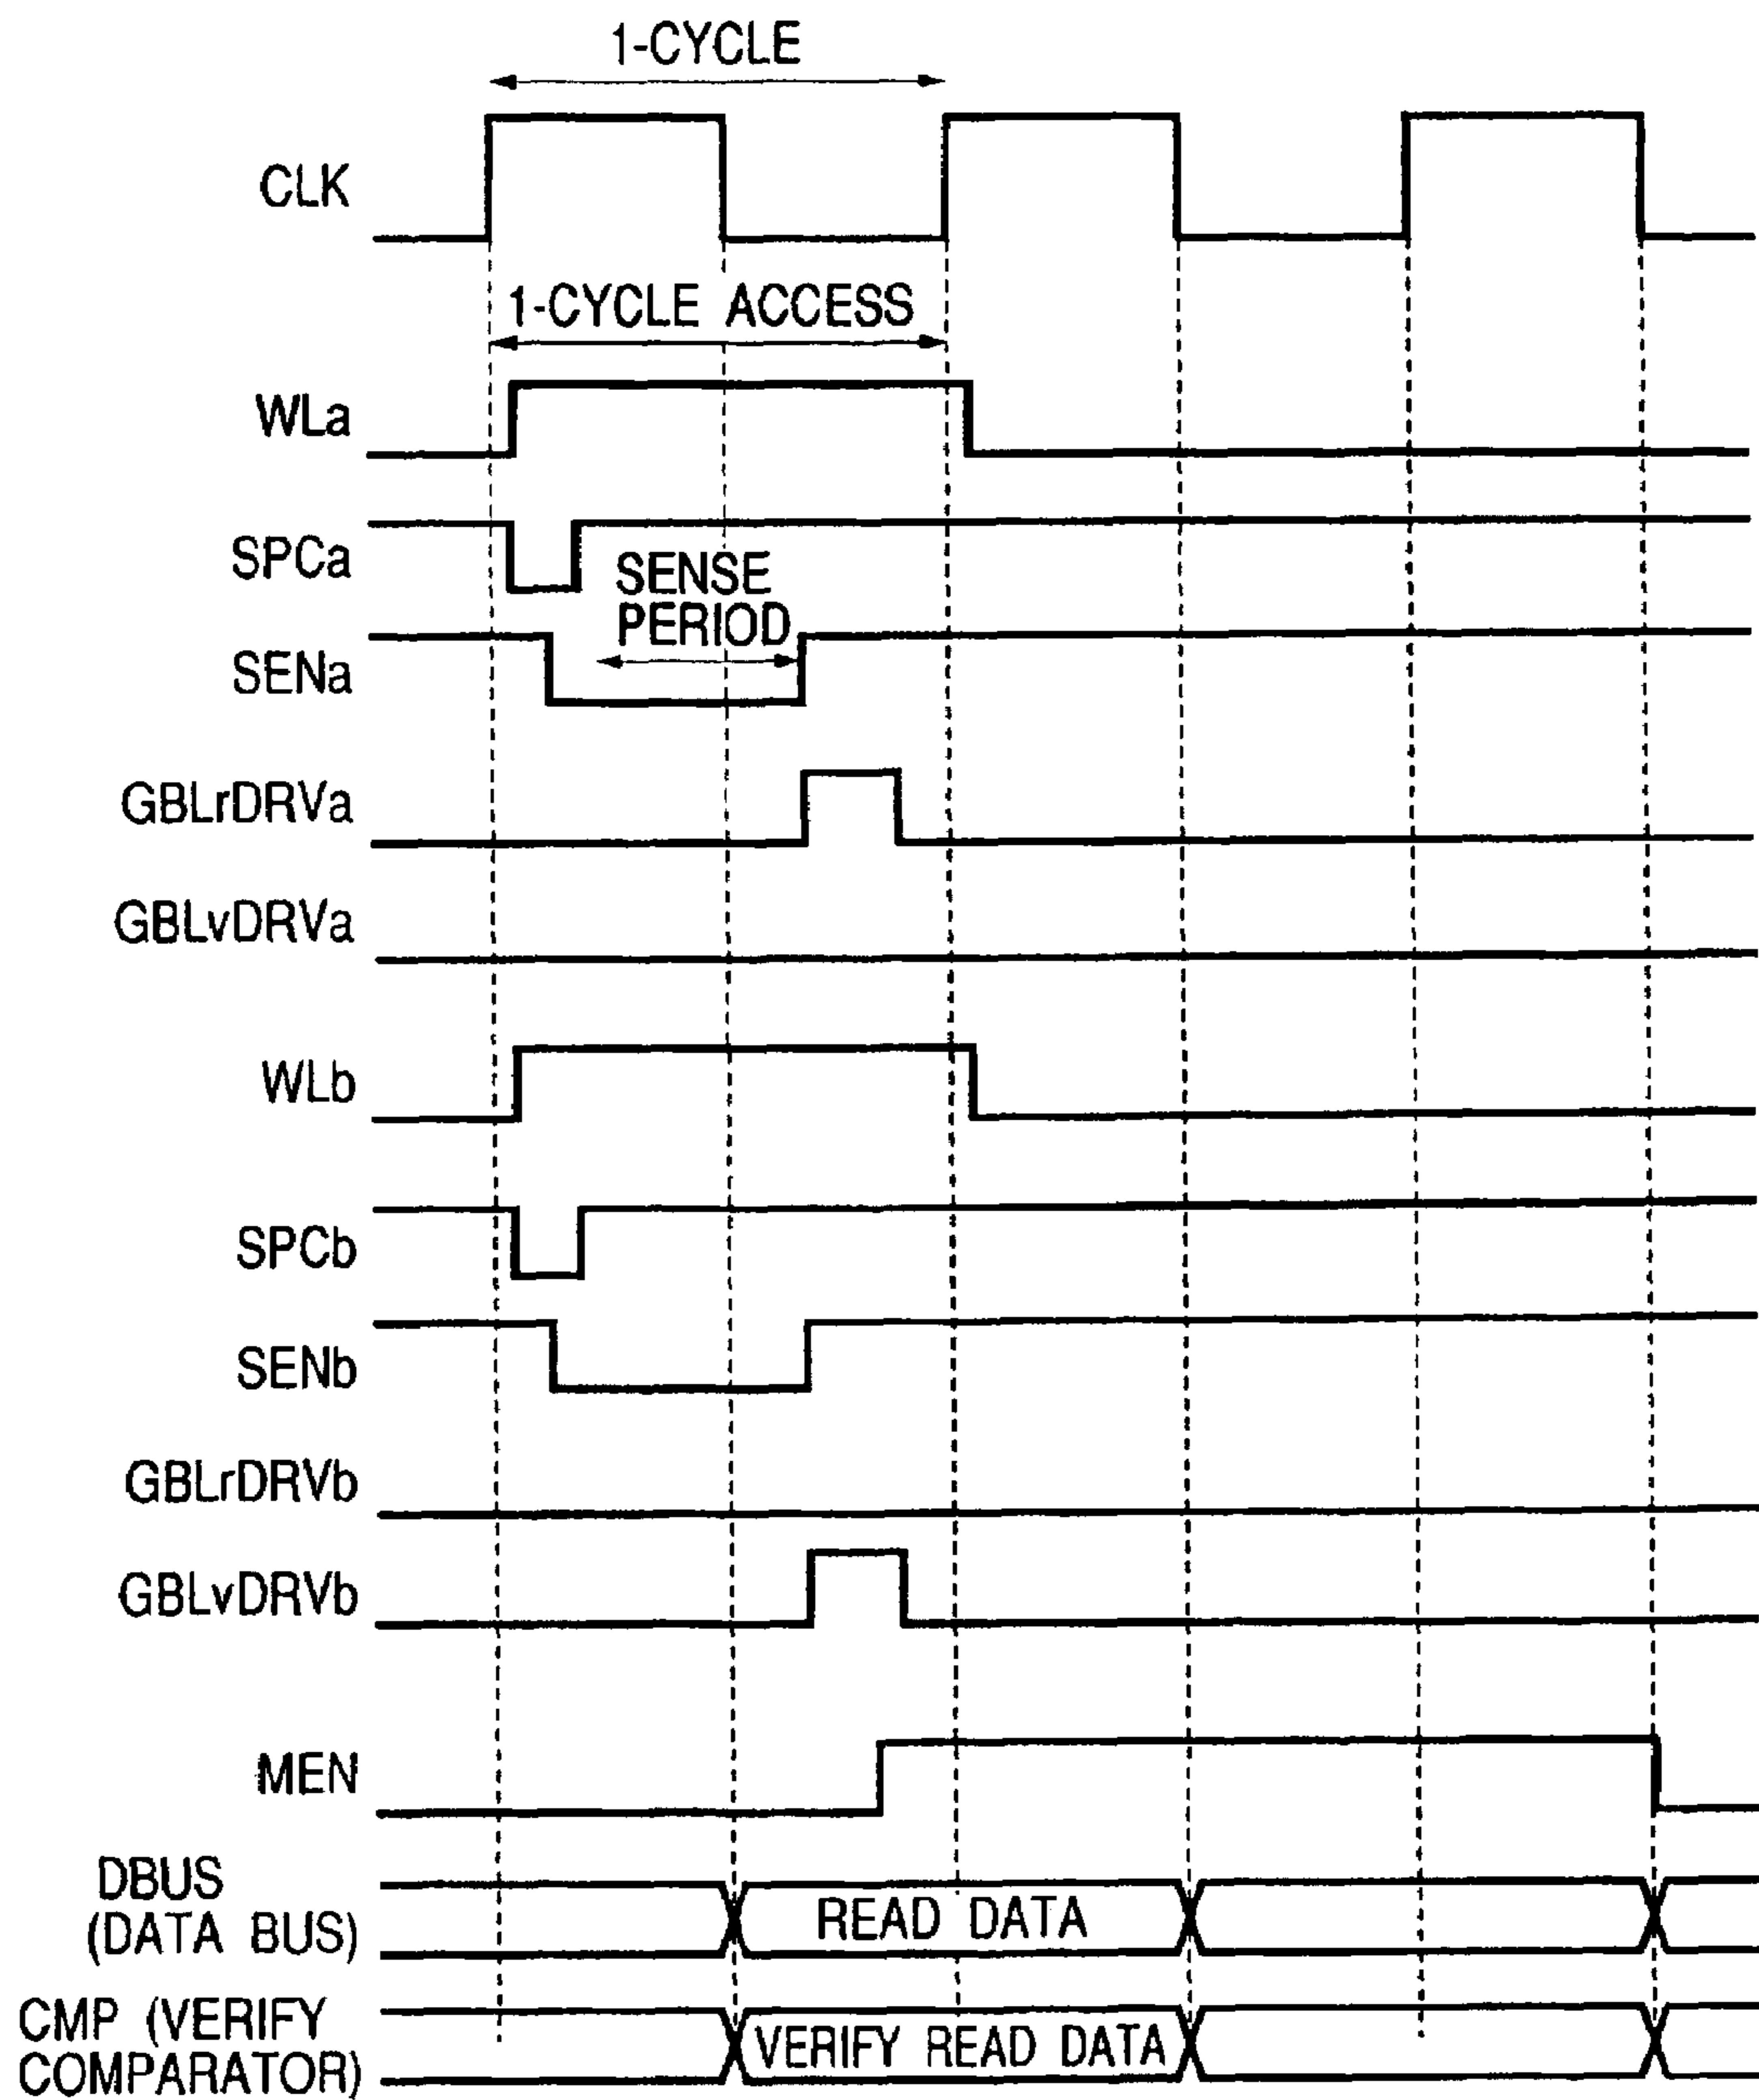 1-CYCLE
CLK
1-CYCLE ACCESS
WLa
SPCa
SENSE
PERIOD
SENa
GBLrDRVa
GBLvDRVa
WLb
SPCb
SENb
GBLrDRVb
GBLvDRVb
MEN
DBUS
(DATA BUS)
READ DATA
CMP (VERIFY
COMPARATOR)
VERIFY READ DATA